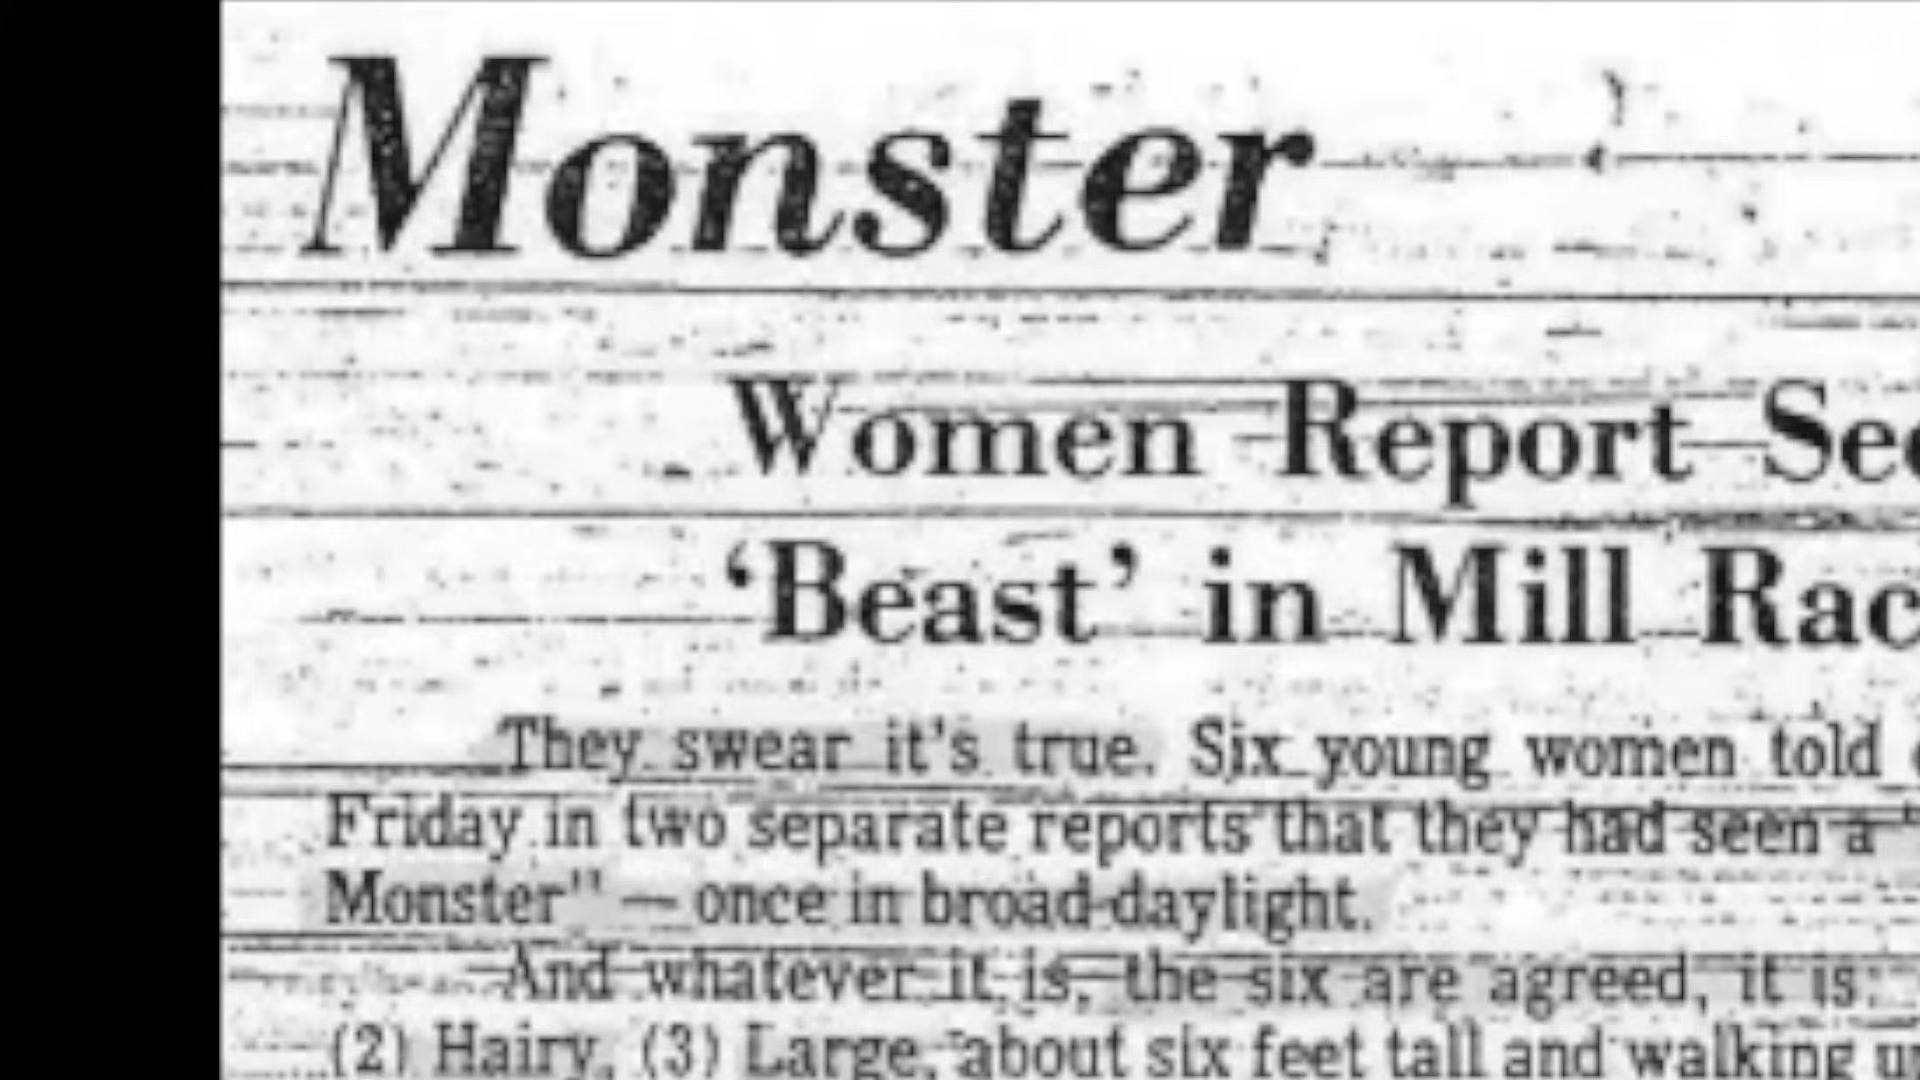 Monster
Women Report
'Beast' in Mill
They swear it's true. Six young women told
Friday in two separate reports that they had seen a "
Monster" — once in broad daylight.
And whatever it is, the six are agreed, it is:
(2) Hairy, (3) Large, about six feet tall and walking